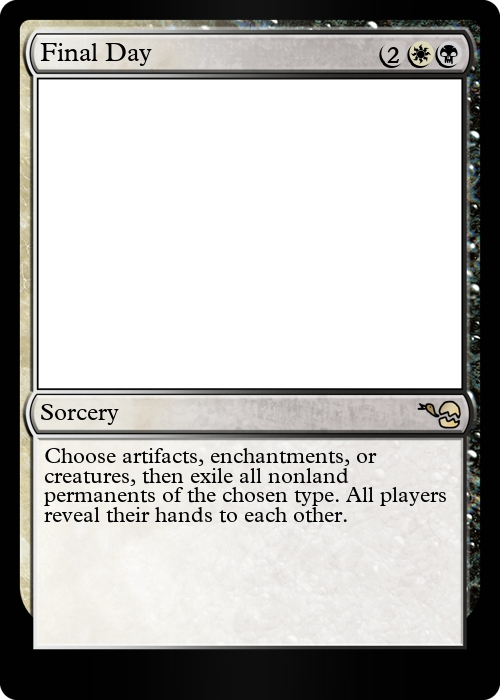 Final Day
2
Sorcery
Choose artifacts, enchantments, or
creatures, then exile all nonland
permanents of the chosen type. All players
reveal their hands to each other.